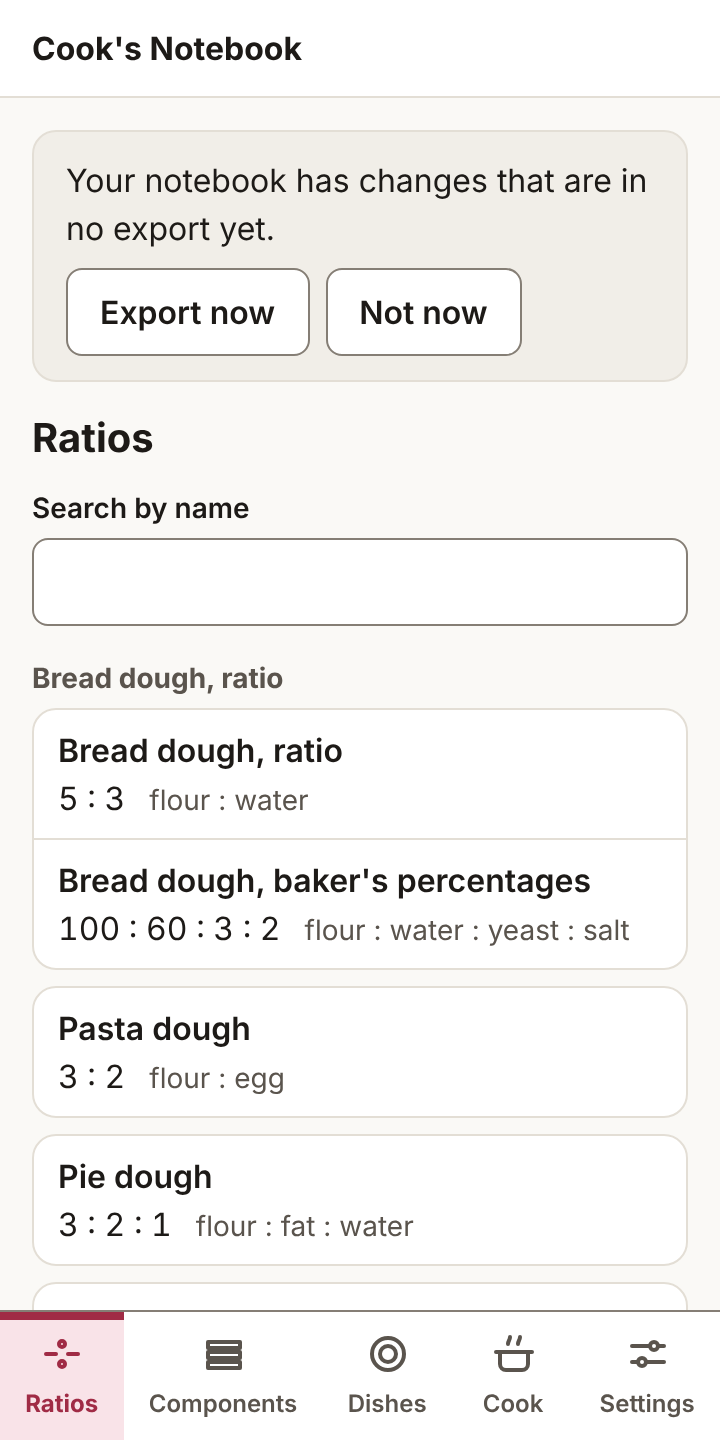 Cook's Notebook
Your notebook has changes that are in
no export yet.
Export now
Not now
Ratios
Search by name
Bread dough, ratio
Bread dough, ratio
5 : 3 flour : water
Bread dough, baker's percentages
100 : 60 : 3 : 2 flour : water : yeast : salt
Pasta dough
3 : 2 flour : egg
Pie dough
3 : 2 : 1 flour : fat : water
Ratios
Components
Dishes
Cook
Settings